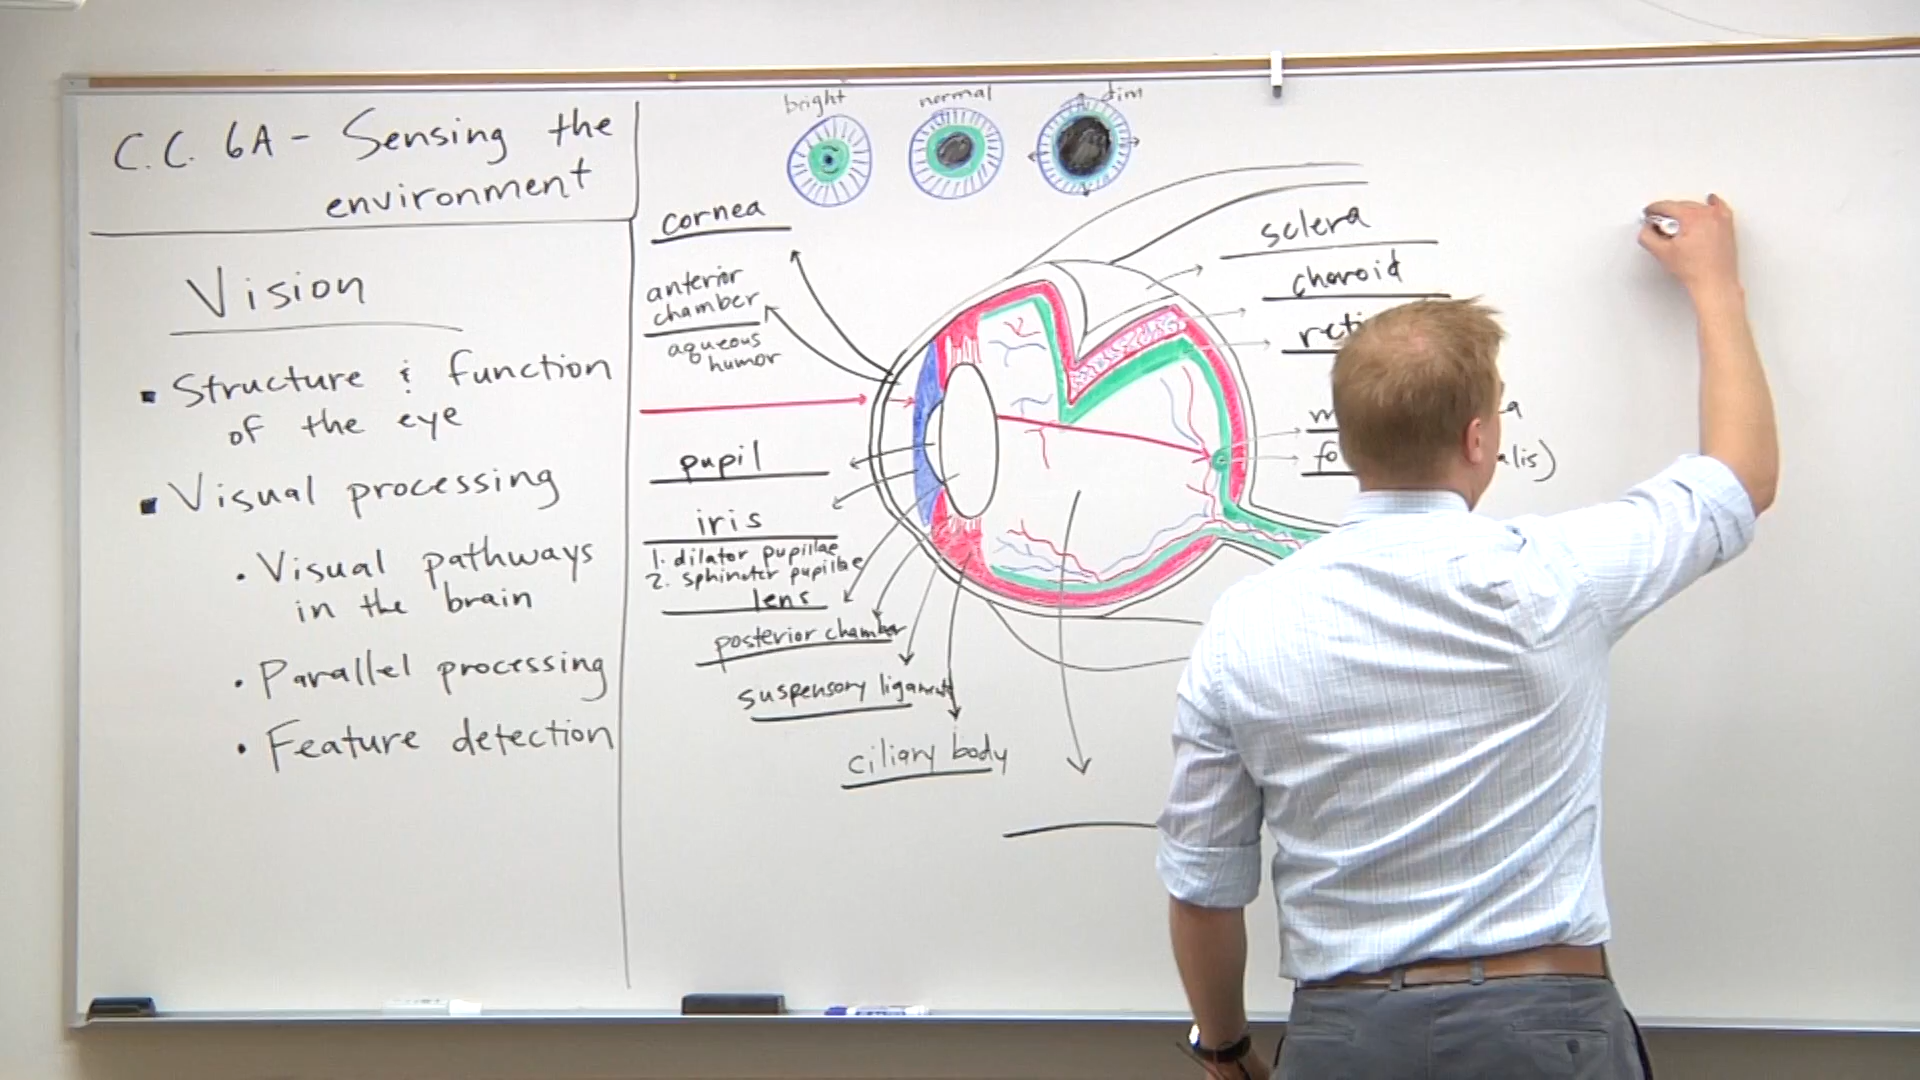 C.C. 6A - Sensing the
environment
Vision
▪ Structure & function
of the eye
▪ Visual processing
• Visual pathways
in the brain
• Parallel processing
• Feature detection
bright
normal
dim
cornea
anterior
chamber
aqueous
humor
pupil
iris
1. dilator pupillae
2. sphincter pupillae
lens
posterior chamber
suspensory ligaments
ciliary body
sclera
choroid